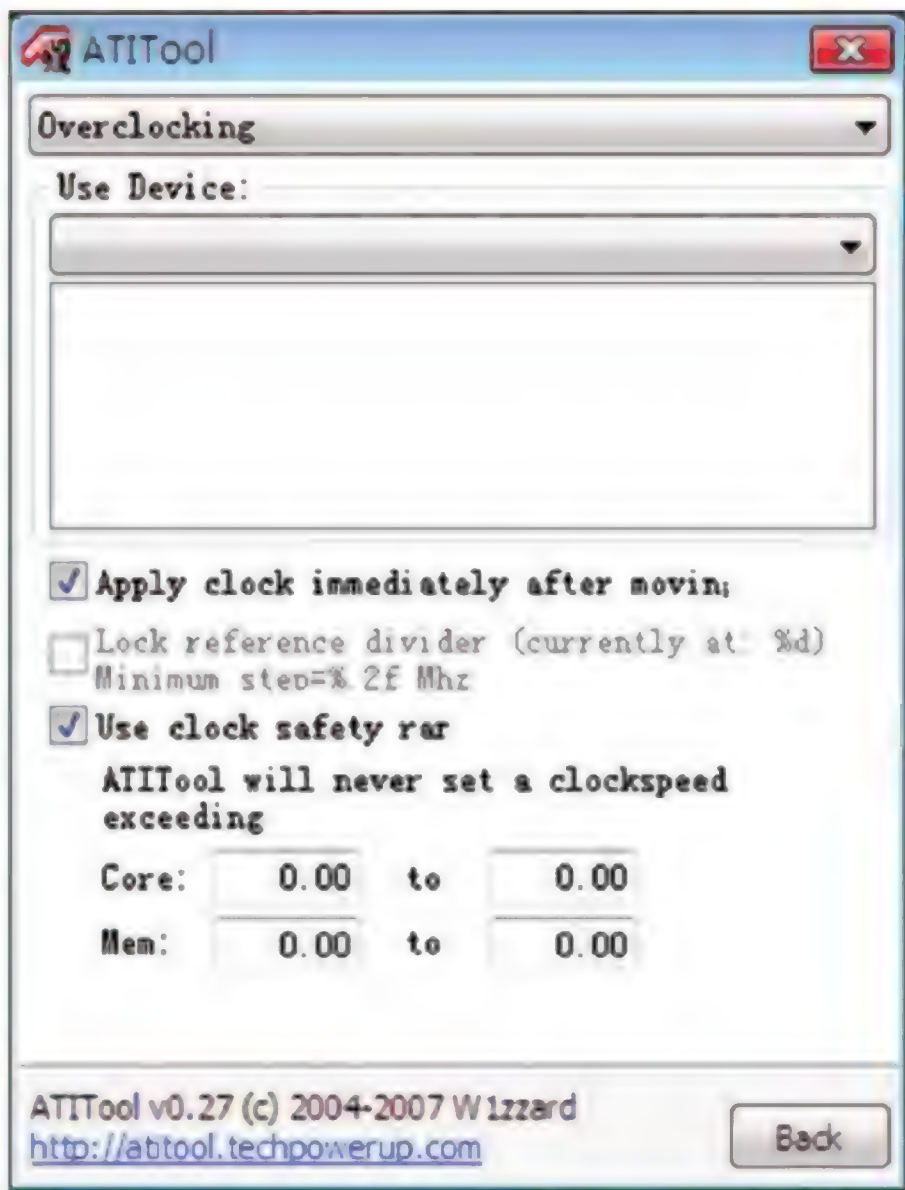 ATITool
Overclocking
Use Device:
Apply clock immediately after movin
Lock reference divider (currently at: %d)
Minimum step=%.2f Mhz
Use clock safety rar
ATITool will never set a clockspeed
exceeding
Core: 0.00 to 0.00
Mem: 0.00 to 0.00
ATITool v0.27 (c) 2004-2007 W1zzard
http://atitool.techpowerup.com
Back